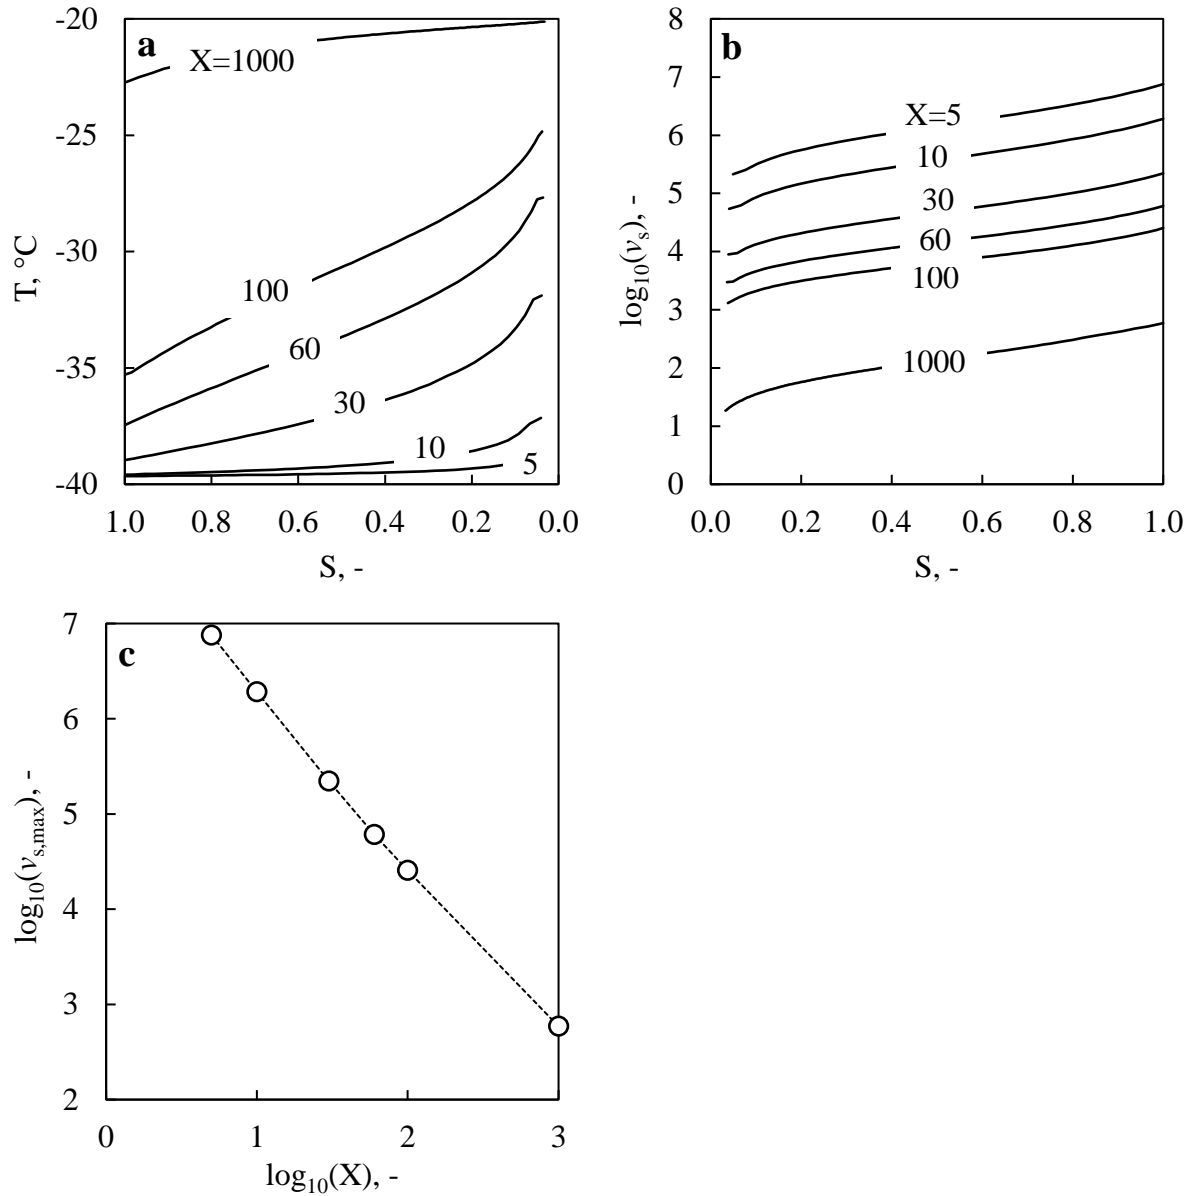 a
-20
-25
-30
-35
-40
T, °C
X=1000
100
60
30
10
5
1.0 0.8 0.6 0.4 0.2 0.0
S, -
b
8
7
6
5
4
3
2
1
0
log10(vs), -
X=5
10
30
60
100
1000
0.0 0.2 0.4 0.6 0.8 1.0
S, -
c
7
6
5
4
3
2
log10(vs,max), -
0 1 2 3
log10(X), -